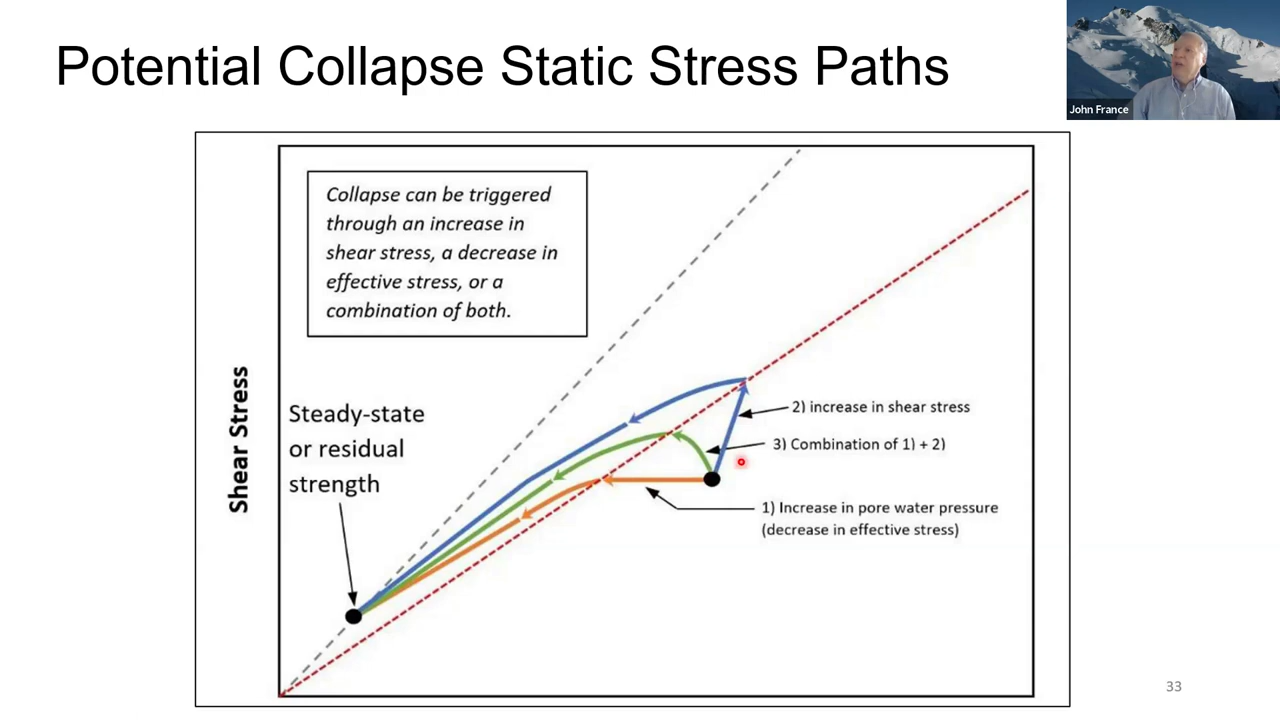 Potential Collapse Static Stress Paths
John France
Collapse can be triggered
through an increase in
shear stress, a decrease in
effective stress, or a
combination of both.
Shear Stress
Steady-state
or residual
strength
2) increase in shear stress
3) Combination of 1) + 2)
1) Increase in pore water pressure
(decrease in effective stress)
33